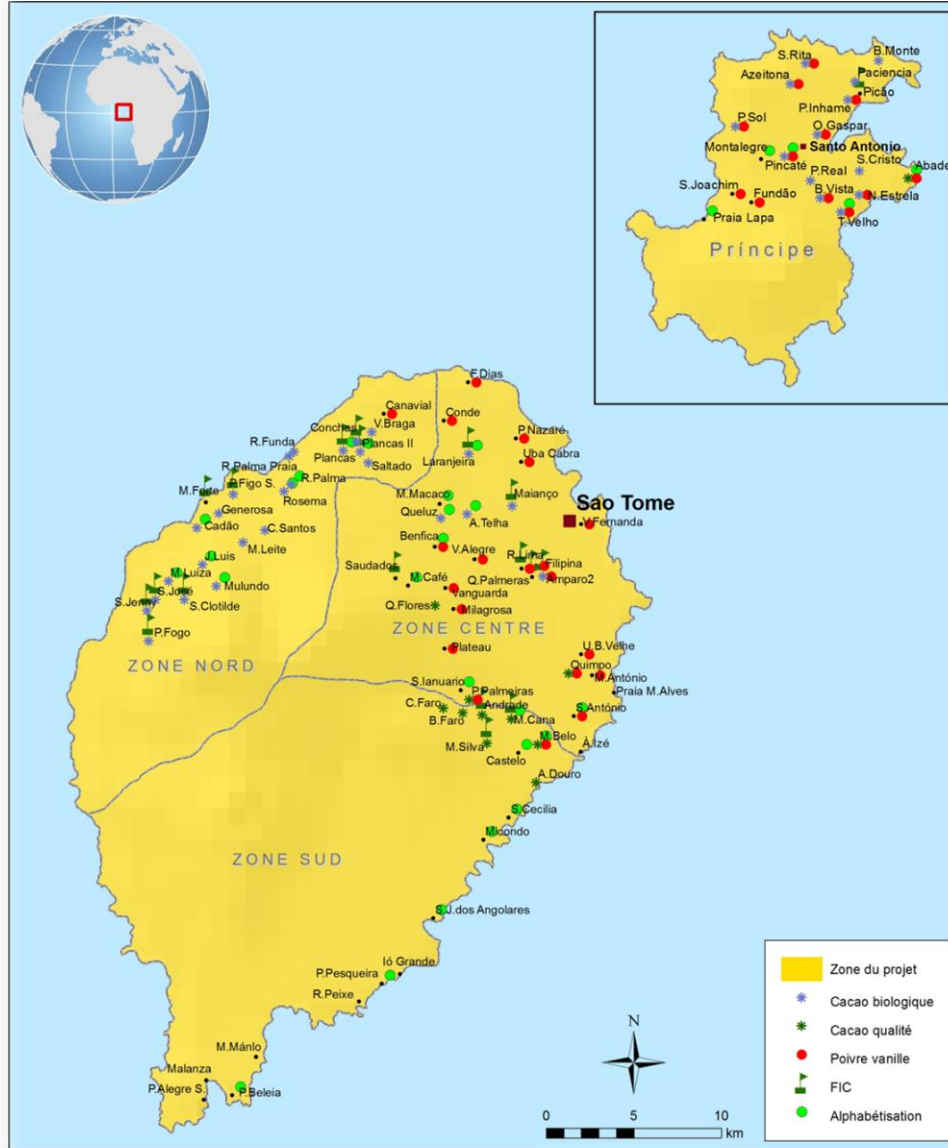 S.Rita
B.Monte
Azeitona
Paciencia
Picão
P.Inhame
P.Sol
O.Gaspar
Montalegre
Santo Antonio
S.Cristo
Pincaté
P.Real
Abade
S.Joachim
Fundão
B.Vista
N.Estrela
Praia Lapa
T.Velho
Príncipe
F.Dias
Canavial
Conde
Conchas
V.Braga
P.Nazaré
R.Funda
Plancas II
Plancas
Saltado
Laranjeira
Uba Cabra
R.Palma Praia
R.Palma
M.Forte
P.Figo S.
Rosema
M.Macaco
Maianço
Sao Tome
Generosa
Queluz
A.Telha
V.Fernanda
Cadão
C.Santos
Benfica
M.Leite
J.Luis
V.Alegre
R.Lima
Filipina
Saudados
M.Luiza
M.Café
Q.Palmeras
Amparo2
Mulundo
S.José
Vanguarda
S.Jenny
S.Clotilde
Q.Flores
Milagrosa
P.Fogo
ZONE CENTRE
ZONE NORD
Plateau
U.B.Velhe
Quimpo
M.António
S.Ianuario
Praia M.Alves
P.Palmeiras
C.Faro
Andrade
S.António
B.Faro
M.Cana
M.Silva
M.Belo
Castelo
A.Izé
A.Douro
S.Cecilia
Micondo
ZONE SUD
S.J.dos Angolares
Ió Grande
P.Pesqueira
R.Peixe
M.Mánlo
Malanza
P.Alegre S.
P.Beleia
N
0 5 10
km
Zone du projet
Cacao biologique
Cacao qualité
Poivre vanille
FIC
Alphabétisation